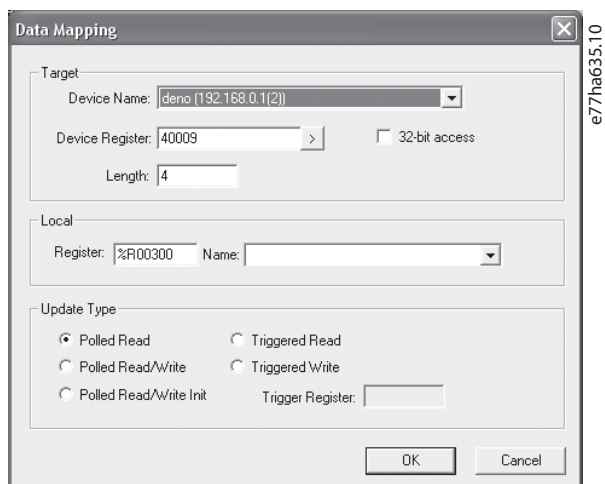 Data Mapping
Target
Device Name: deno (192.168.0.1(2))
Device Register: 40009 > 32-bit access
Length: 4
Local
Register: %R00300 Name:
Update Type
Polled Read Triggered Read
Polled Read/Write Triggered Write
Polled Read/Write Init Trigger Register:
OK Cancel
e77ha635.10